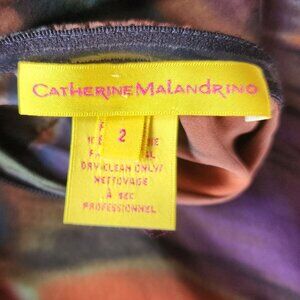 CATHERINE MALANDRINO
2
DRY CLEAN ONLY/
NETTOYAGE
À SEC
PROFESSIONNEL